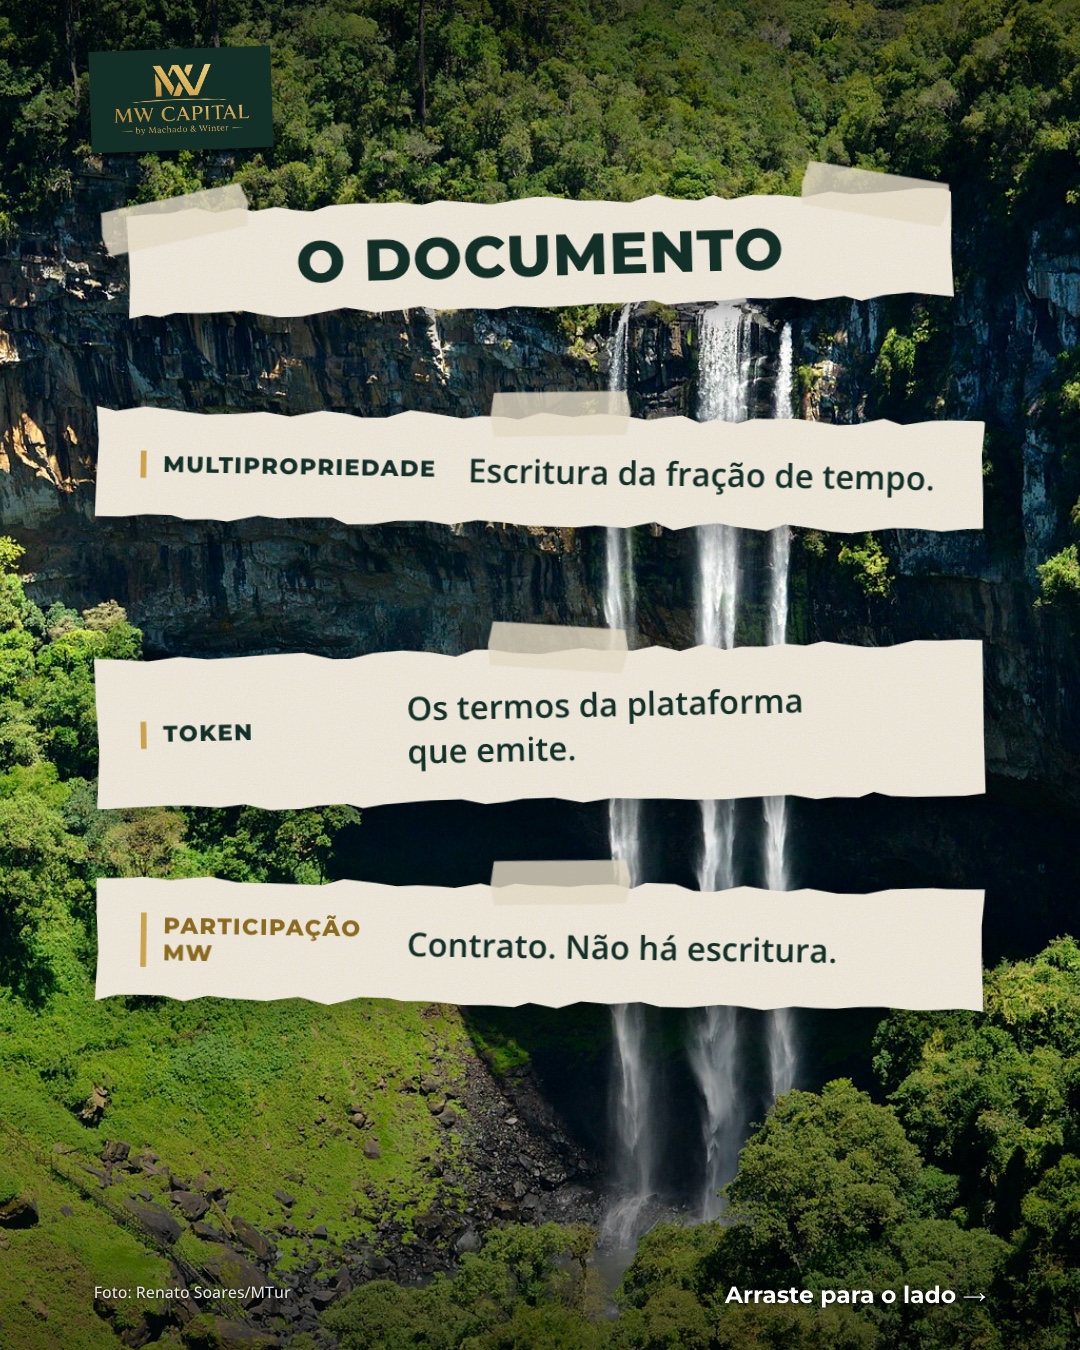 MW CAPITAL
by Machado & Winter
O DOCUMENTO
MULTIPROPRIEDADE
Escritura da fração de tempo.
TOKEN
Os termos da plataforma
que emite.
PARTICIPAÇÃO
MW
Contrato. Não há escritura.
Foto: Renato Soares/MTur
Arraste para o lado →